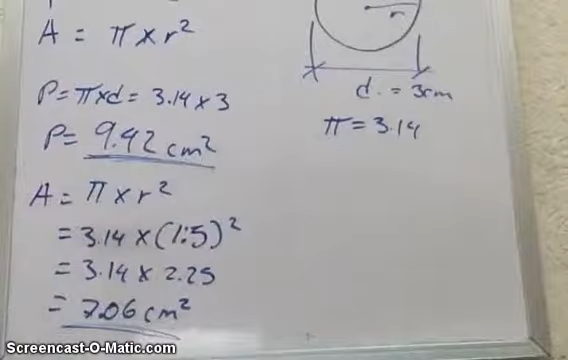 A = π x r²
r
P = π x d = 3.14 x 3
d. = 3cm
P = 9.42 cm²
π = 3.14
A = π x r²
= 3.14 x (1.5)²
= 3.14 x 2.25
= 7.06 cm²
Screencast-O-Matic.com